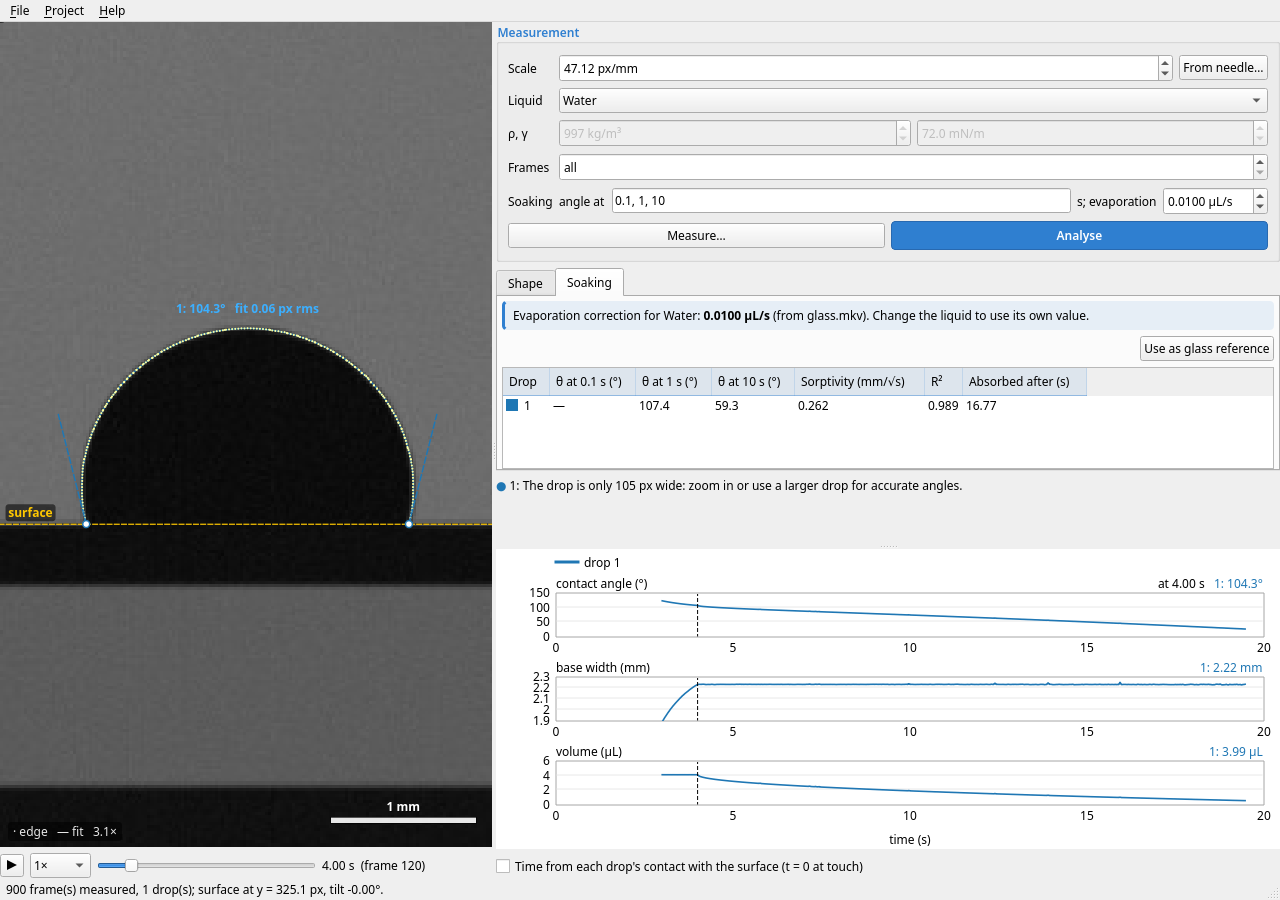 File Project Help
Measurement
Scale 47.12 px/mm From needle...
Liquid Water
ρ, γ 997 kg/m³ 72.0 mN/m
Frames all
Soaking angle at 0.1, 1, 10 s; evaporation 0.0100 µL/s
Measure... Analyse
Shape Soaking
Evaporation correction for Water: 0.0100 µL/s (from glass.mkv). Change the liquid to use its own value.
Use as glass reference
Drop θ at 0.1 s (°) θ at 1 s (°) θ at 10 s (°) Sorptivity (mm/√s) R² Absorbed after (s)
1 — 107.4 59.3 0.262 0.989 16.77
1: The drop is only 105 px wide: zoom in or use a larger drop for accurate angles.
1: 104.3° fit 0.06 px rms
surface
1 mm
· edge — fit 3.1×
drop 1
contact angle (°) at 4.00 s 1: 104.3°
150
100
50
0
0 5 10 15 20
base width (mm) 1: 2.22 mm
2.3
2.2
2.1
2
1.9
0 5 10 15 20
volume (µL) 1: 3.99 µL
6
4
2
0
0 5 10 15 20
time (s)
1× 4.00 s (frame 120)
Time from each drop's contact with the surface (t = 0 at touch)
900 frame(s) measured, 1 drop(s); surface at y = 325.1 px, tilt -0.00°.